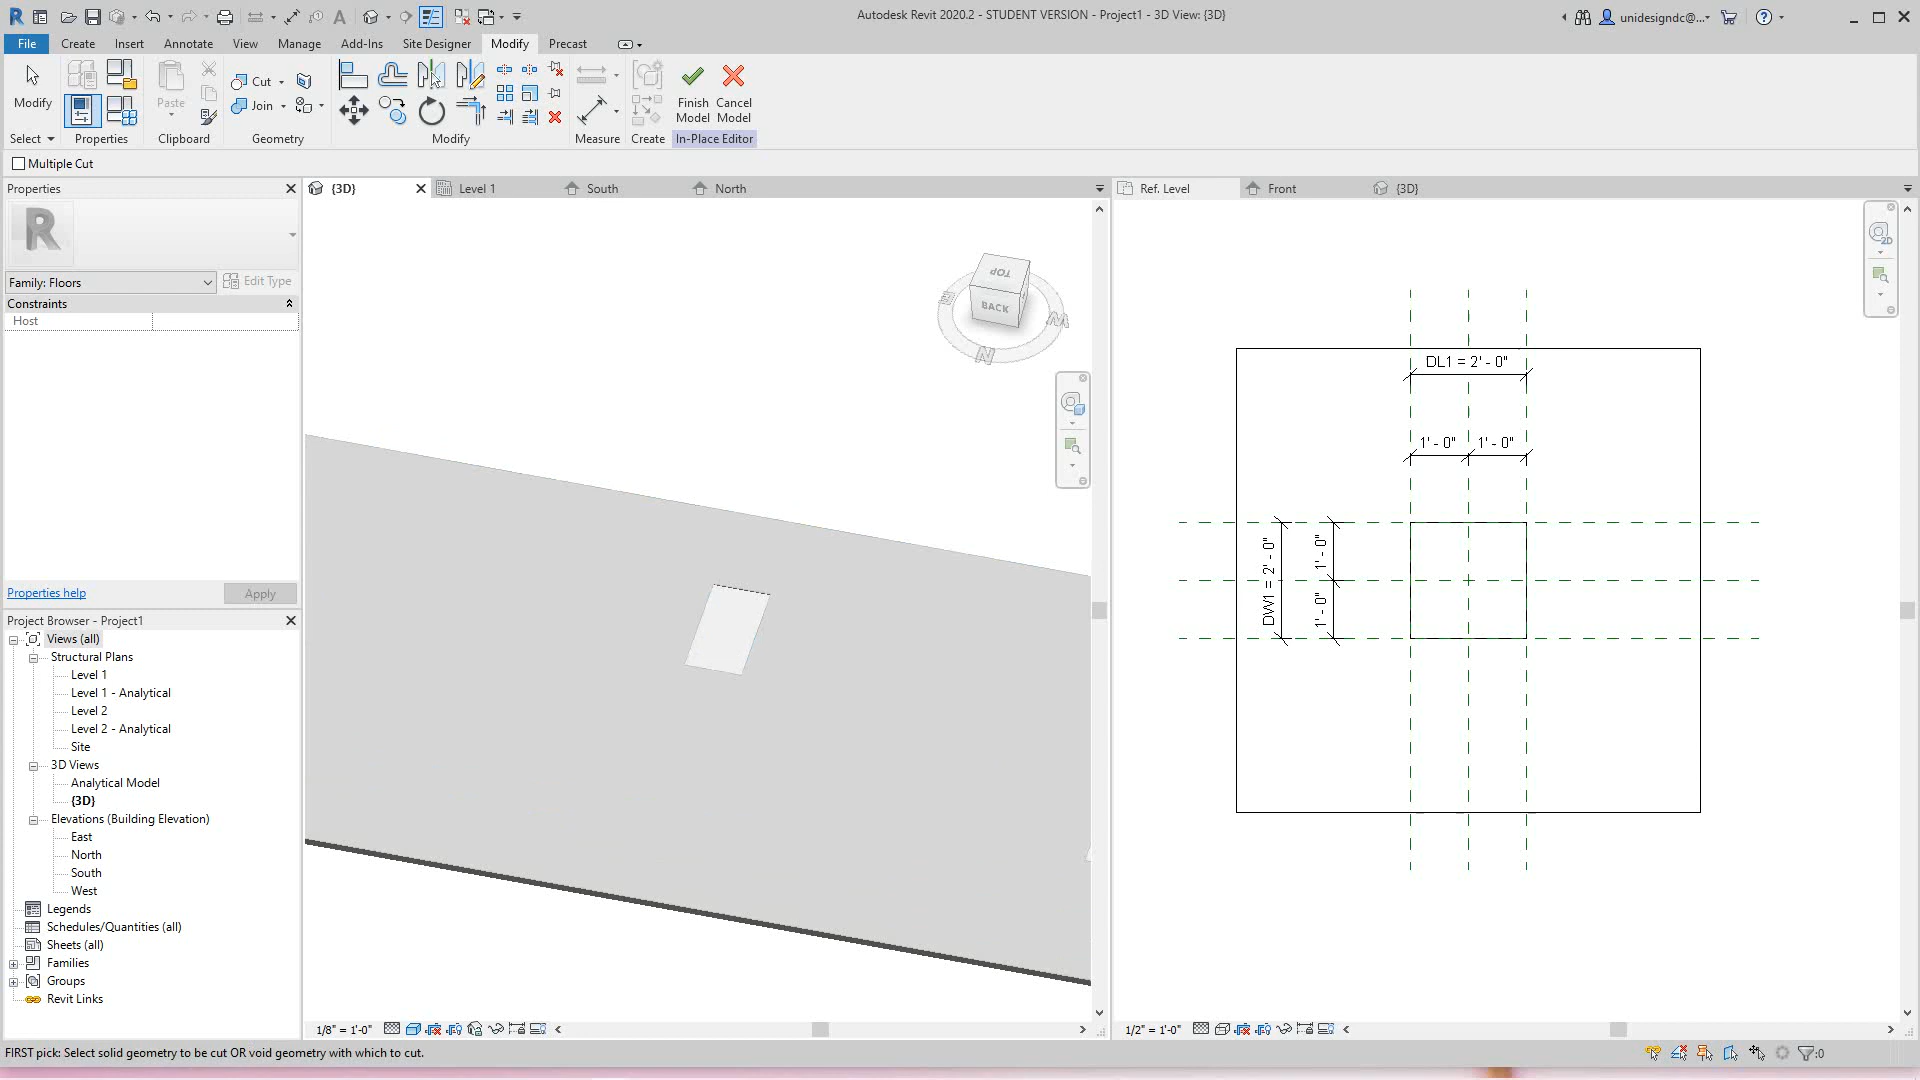 Autodesk Revit 2020.2 - STUDENT VERSION - Project1 - 3D View: {3D}
unidesigndc@...
File Create Insert Annotate View Manage Add-Ins Site Designer Modify Precast
Modify
Paste
Cut
Join
Finish Model
Cancel Model
Select Properties Clipboard Geometry Modify Measure Create In-Place Editor
Multiple Cut
Properties
{3D} Level 1 South North
Ref. Level Front {3D}
Family: Floors
Edit Type
Constraints
Host
Properties help
Apply
Project Browser - Project1
Views (all)
Structural Plans
Level 1
Level 1 - Analytical
Level 2
Level 2 - Analytical
Site
3D Views
Analytical Model
{3D}
Elevations (Building Elevation)
East
North
South
West
Legends
Schedules/Quantities (all)
Sheets (all)
Families
Groups
Revit Links
TOP
BACK
N
W
2D
DL1 = 2' - 0"
1' - 0" 1' - 0"
DW1 = 2' - 0"
1' - 0"
1' - 0"
1/8" = 1'-0"
1/2" = 1'-0"
FIRST pick: Select solid geometry to be cut OR void geometry with which to cut.
:0